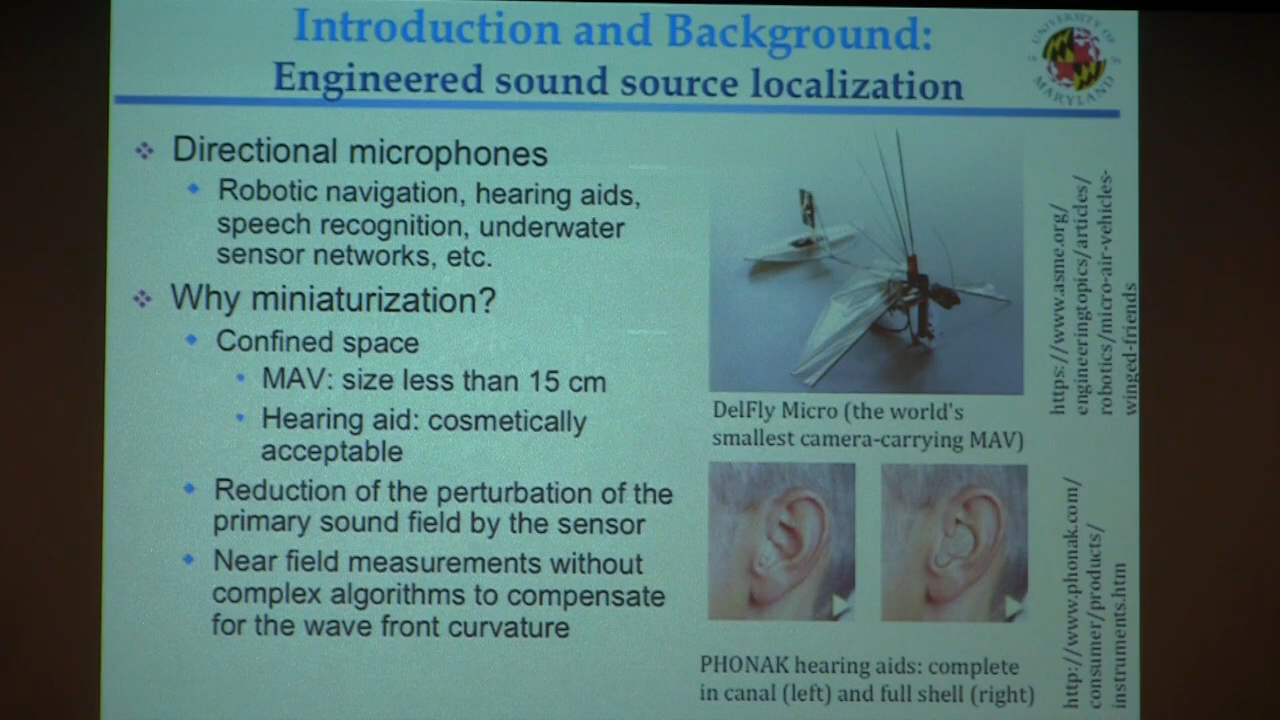 Introduction and Background:
Engineered sound source localization
UNIVERSITY OF
MARYLAND
Directional microphones
Robotic navigation, hearing aids,
speech recognition, underwater
sensor networks, etc.
Why miniaturization?
Confined space
MAV: size less than 15 cm
Hearing aid: cosmetically
acceptable
Reduction of the perturbation of the
primary sound field by the sensor
Near field measurements without
complex algorithms to compensate
for the wave front curvature
DelFly Micro (the world's
smallest camera-carrying MAV)
https://www.asme.org/
engineeringtopics/articles/
robotics/micro-air-vehicles-
winged-friends
PHONAK hearing aids: complete
in canal (left) and full shell (right)
http://www.phonak.com/
consumer/products/
instruments.htm